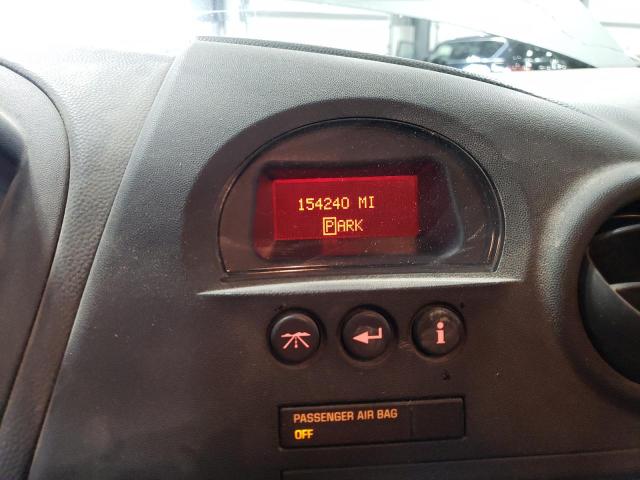 154240 MI
PARK
i
PASSENGER AIR BAG
OFF